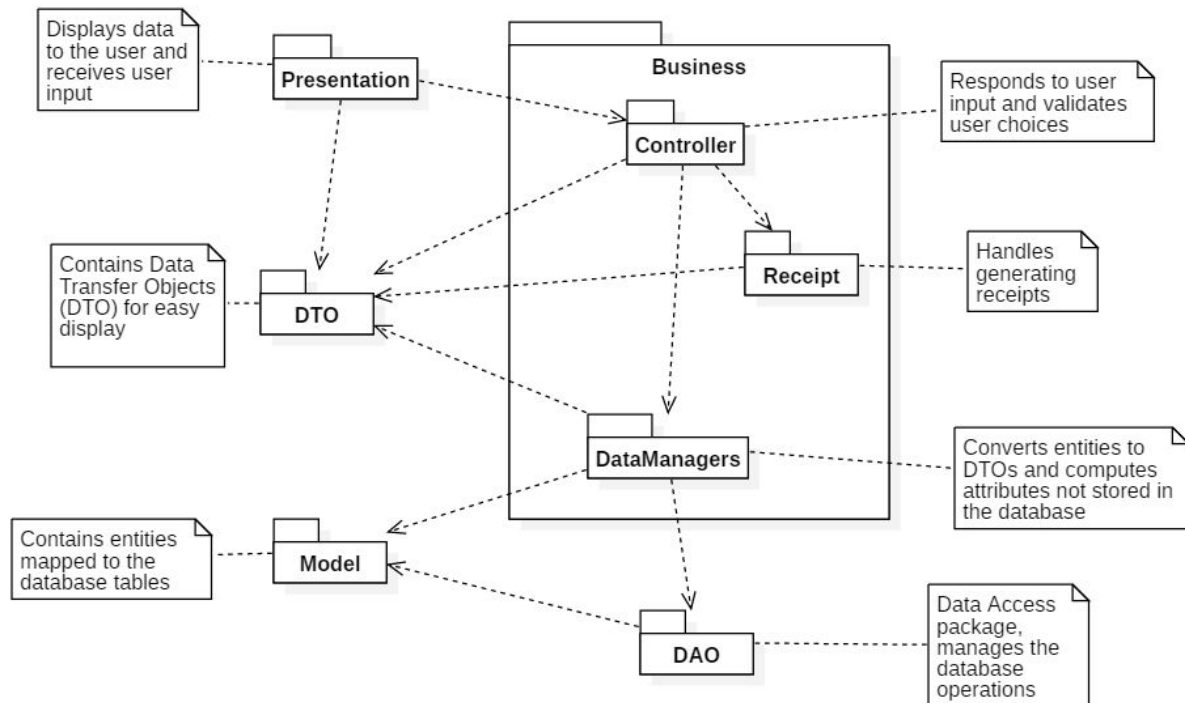 Displays data
to the user and
receives user
input
Presentation
Business
Responds to user
input and validates
user choices
Controller
Contains Data
Transfer Objects
(DTO) for easy
display
DTO
Receipt
Handles
generating
receipts
DataManagers
Converts entities to
DTOs and computes
attributes not stored in
the database
Contains entities
mapped to the
database tables
Model
DAO
Data Access
package,
manages the
database
operations